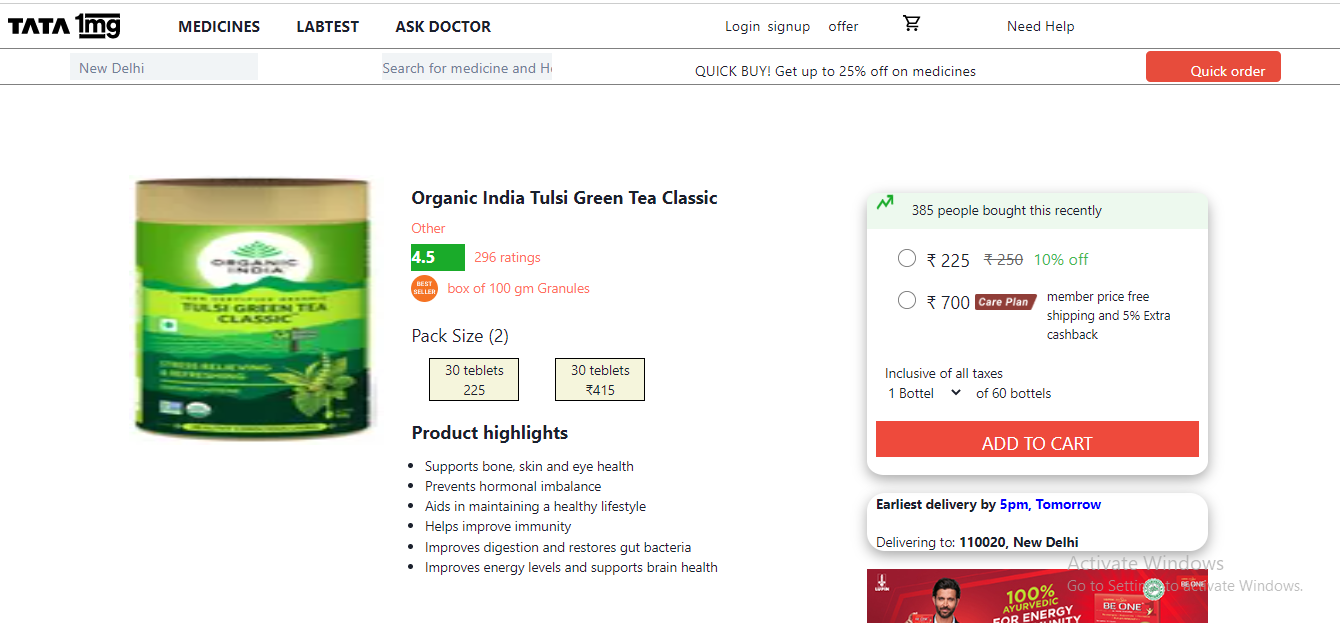 TATA 1mg MEDICINES LABTEST ASK DOCTOR Login signup offer Need Help
New Delhi Search for medicine and He QUICK BUY! Get up to 25% off on medicines Quick order
ORGANIC
INDIA
TULSI GREEN TEA
CLASSIC
STRESS RELIEVING
& REFRESHING
Organic India Tulsi Green Tea Classic
Other
4.5 296 ratings
BEST
SELLER
box of 100 gm Granules
Pack Size (2)
30 teblets
225
30 teblets
₹415
Product highlights
Supports bone, skin and eye health
Prevents hormonal imbalance
Aids in maintaining a healthy lifestyle
Helps improve immunity
Improves digestion and restores gut bacteria
Improves energy levels and supports brain health
385 people bought this recently
₹ 225 ₹ 250 10% off
₹ 700 Care Plan member price free
shipping and 5% Extra
cashback
Inclusive of all taxes
1 Bottel of 60 bottels
ADD TO CART
Earliest delivery by 5pm, Tomorrow
Delivering to: 110020, New Delhi
Activate Windows
Go to Settings to activate Windows.
LUPIN
100%
AYURVEDIC
FOR ENERGY
BE ONE
BE ONE